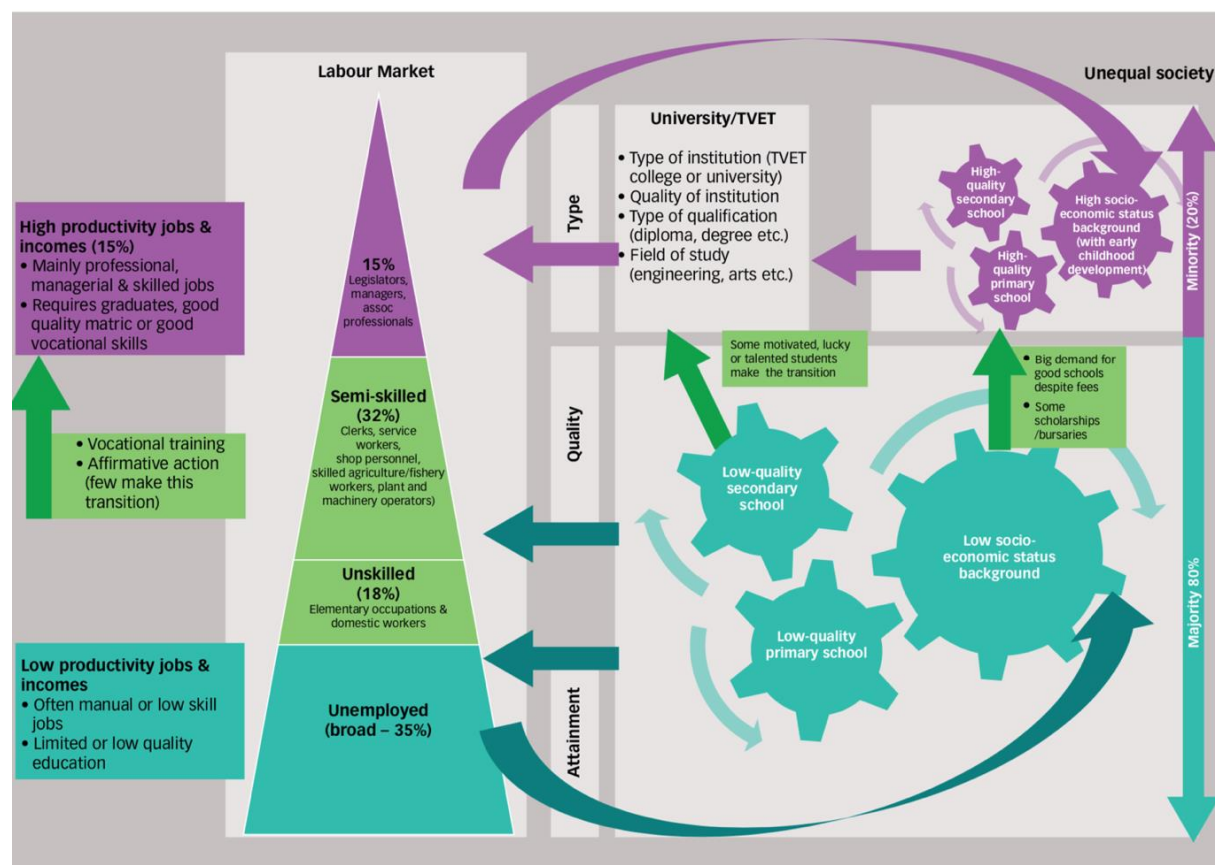 Labour Market
Unequal society
High productivity jobs &
incomes (15%)
• Mainly professional,
managerial & skilled jobs
• Requires graduates, good
quality matric or good
vocational skills
• Vocational training
• Affirmative action
(few make this
transition)
Low productivity jobs &
incomes
• Often manual or low skill
jobs
• Limited or low quality
education
15%
Legislators,
managers,
assoc
professionals
Semi-skilled
(32%)
Clerks, service
workers,
shop personnel,
skilled agriculture/fishery
workers, plant and
machinery operators)
Unskilled
(18%)
Elementary occupations &
domestic workers
Unemployed
(broad – 35%)
Type
Quality
Attainment
University/TVET
• Type of institution (TVET
college or university)
• Quality of institution
• Type of qualification
(diploma, degree etc.)
• Field of study
(engineering, arts etc.)
High-
quality
secondary
school
High-
quality
primary
school
High socio-
economic status
background
(with early
childhood
development)
Minority (20%)
Some motivated, lucky
or talented students
make the transition
• Big demand for
good schools
despite fees
• Some
scholarships
/bursaries
Low-quality
secondary
school
Low-quality
primary school
Low socio-
economic status
background
Majority 80%